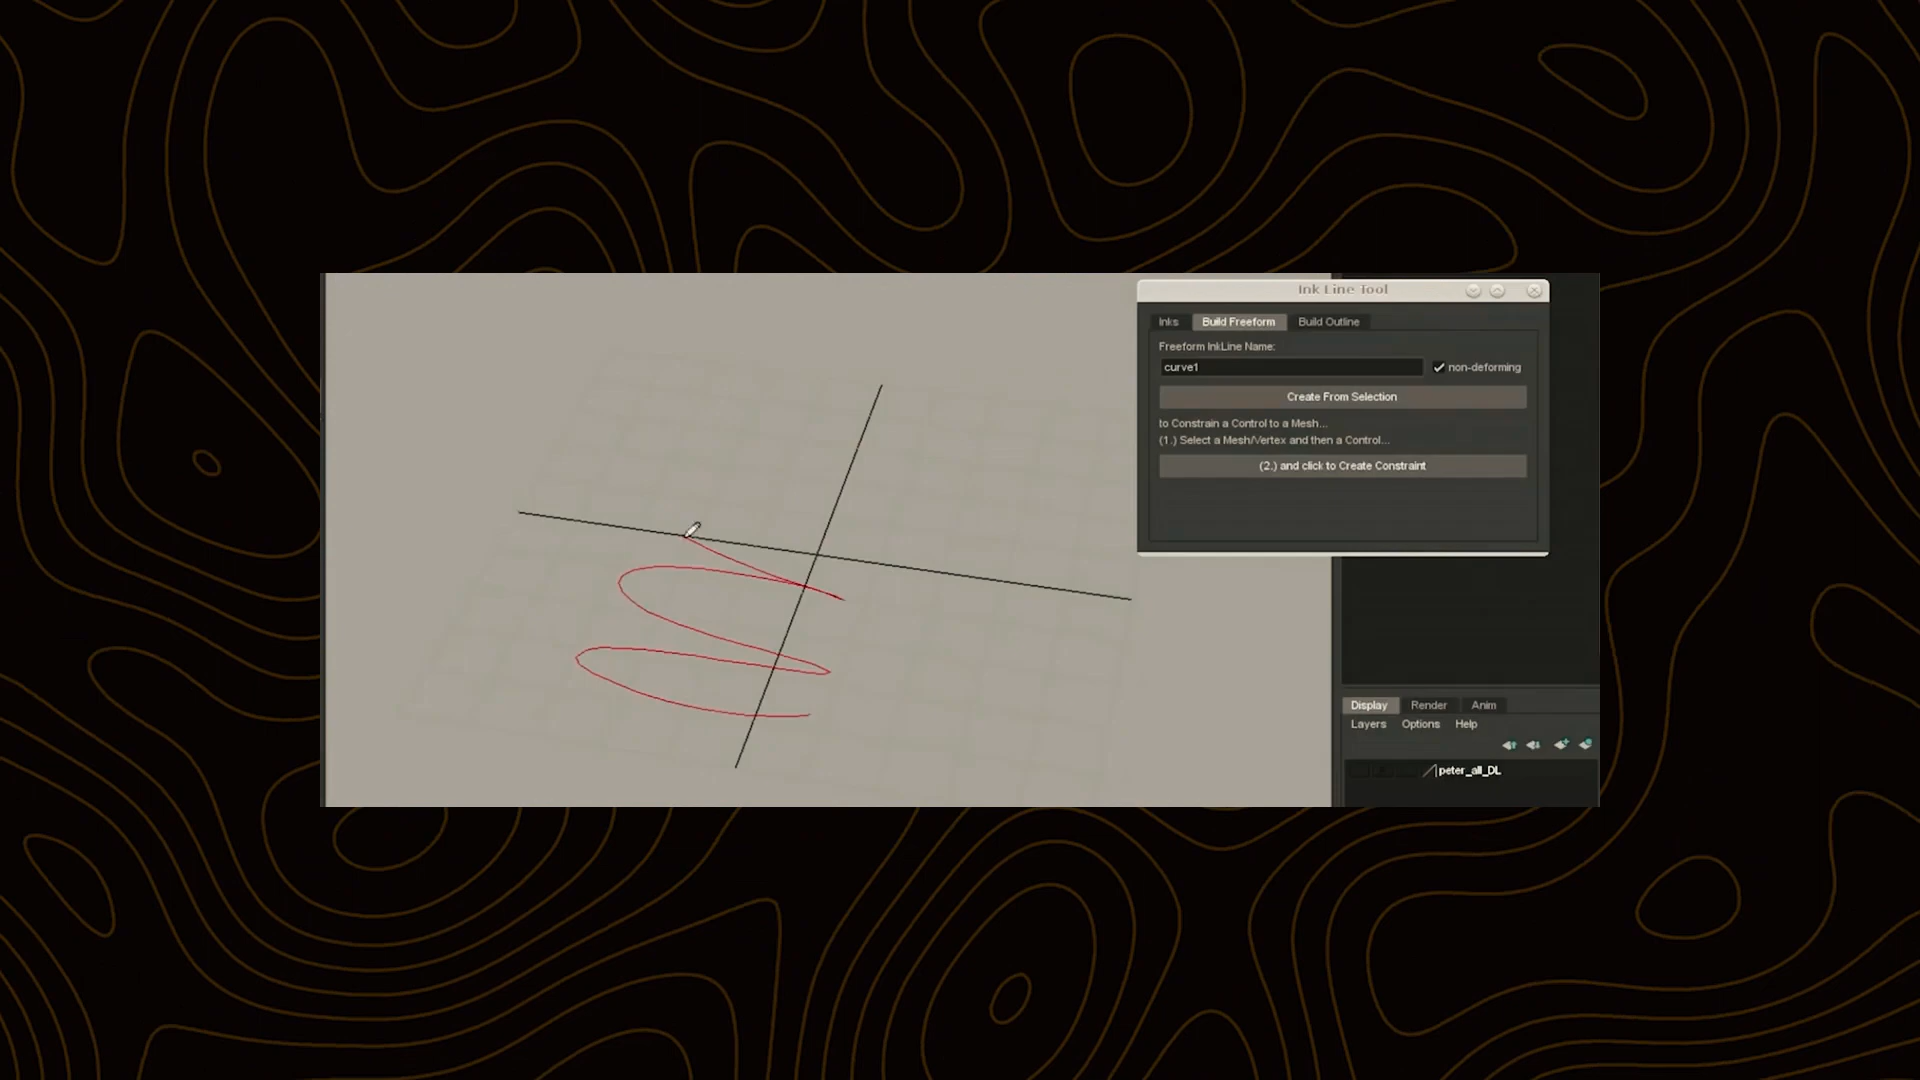 Ink Line Tool
Inks Build Freeform Build Outline
Freeform InkLine Name:
curve1 non-deforming
Create From Selection
to Constrain a Control to a Mesh...
(1.) Select a Mesh/Vertex and then a Control...
(2.) and click to Create Constraint
Display Render Anim
Layers Options Help
peter_all_DL